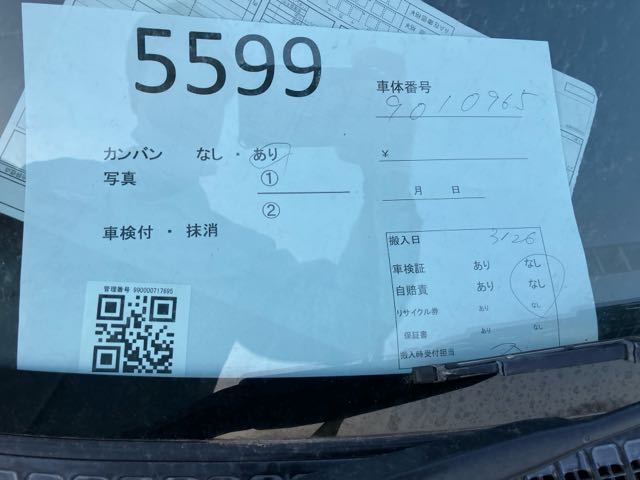 5599
車体番号
9010965
カンバン なし ・ あり
¥
写真 ①
②
月 日
車検付 ・ 抹消
搬入日 3/26
車検証 あり なし
自賠責 あり なし
リサイクル券 あり なし
保証書 あり なし
搬入時受付担当
管理番号 990000717695